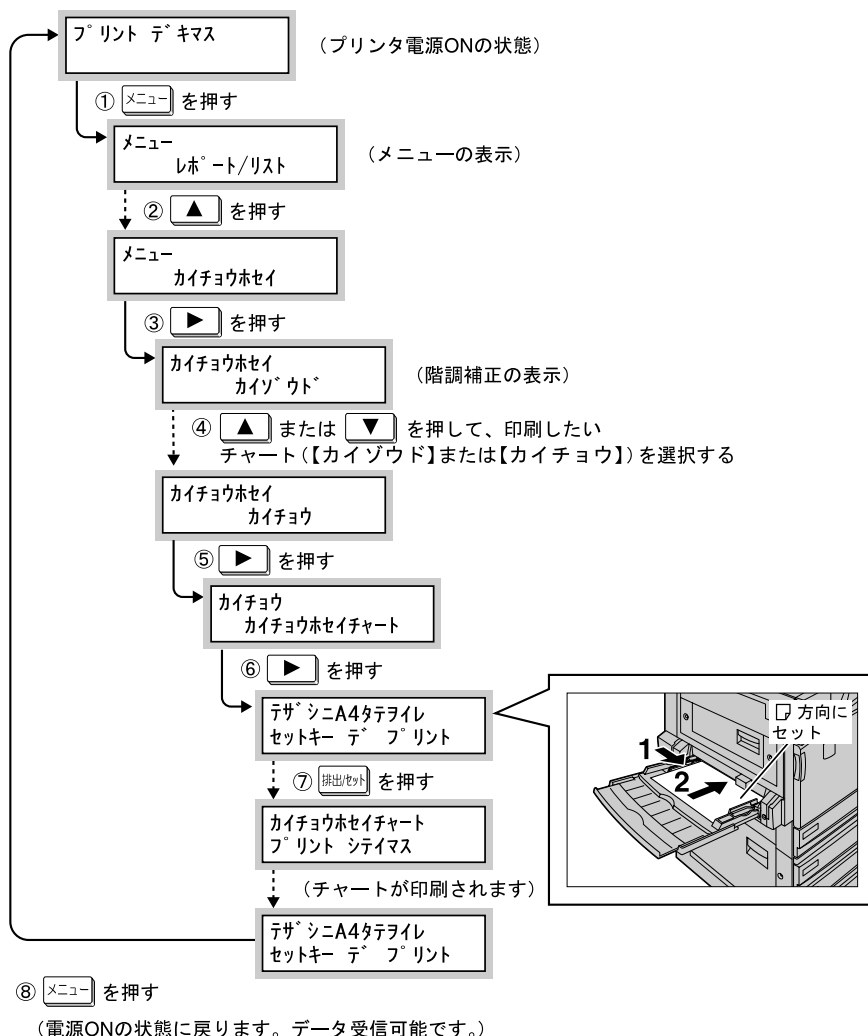 プリント デキマス
（プリンタ電源ONの状態）
① メニュー を押す
メニュー
レポート/リスト
（メニューの表示）
② ▲ を押す
メニュー
カイチョウホセイ
③ ▶ を押す
カイチョウホセイ
カイゾウド
（階調補正の表示）
④ ▲ または ▼ を押して、印刷したい
チャート（【カイゾウド】または【カイチョウ】）を選択する
カイチョウホセイ
カイチョウ
⑤ ▶ を押す
カイチョウ
カイチョウホセイチャート
⑥ ▶ を押す
テザシニA4タテヲイレ
セットキー デ プリント
方向に
セット
1
2
⑦ 排出/セット を押す
カイチョウホセイチャート
プリント シテイマス
（チャートが印刷されます）
テザシニA4タテヲイレ
セットキー デ プリント
⑧ メニュー を押す
（電源ONの状態に戻ります。データ受信可能です。）